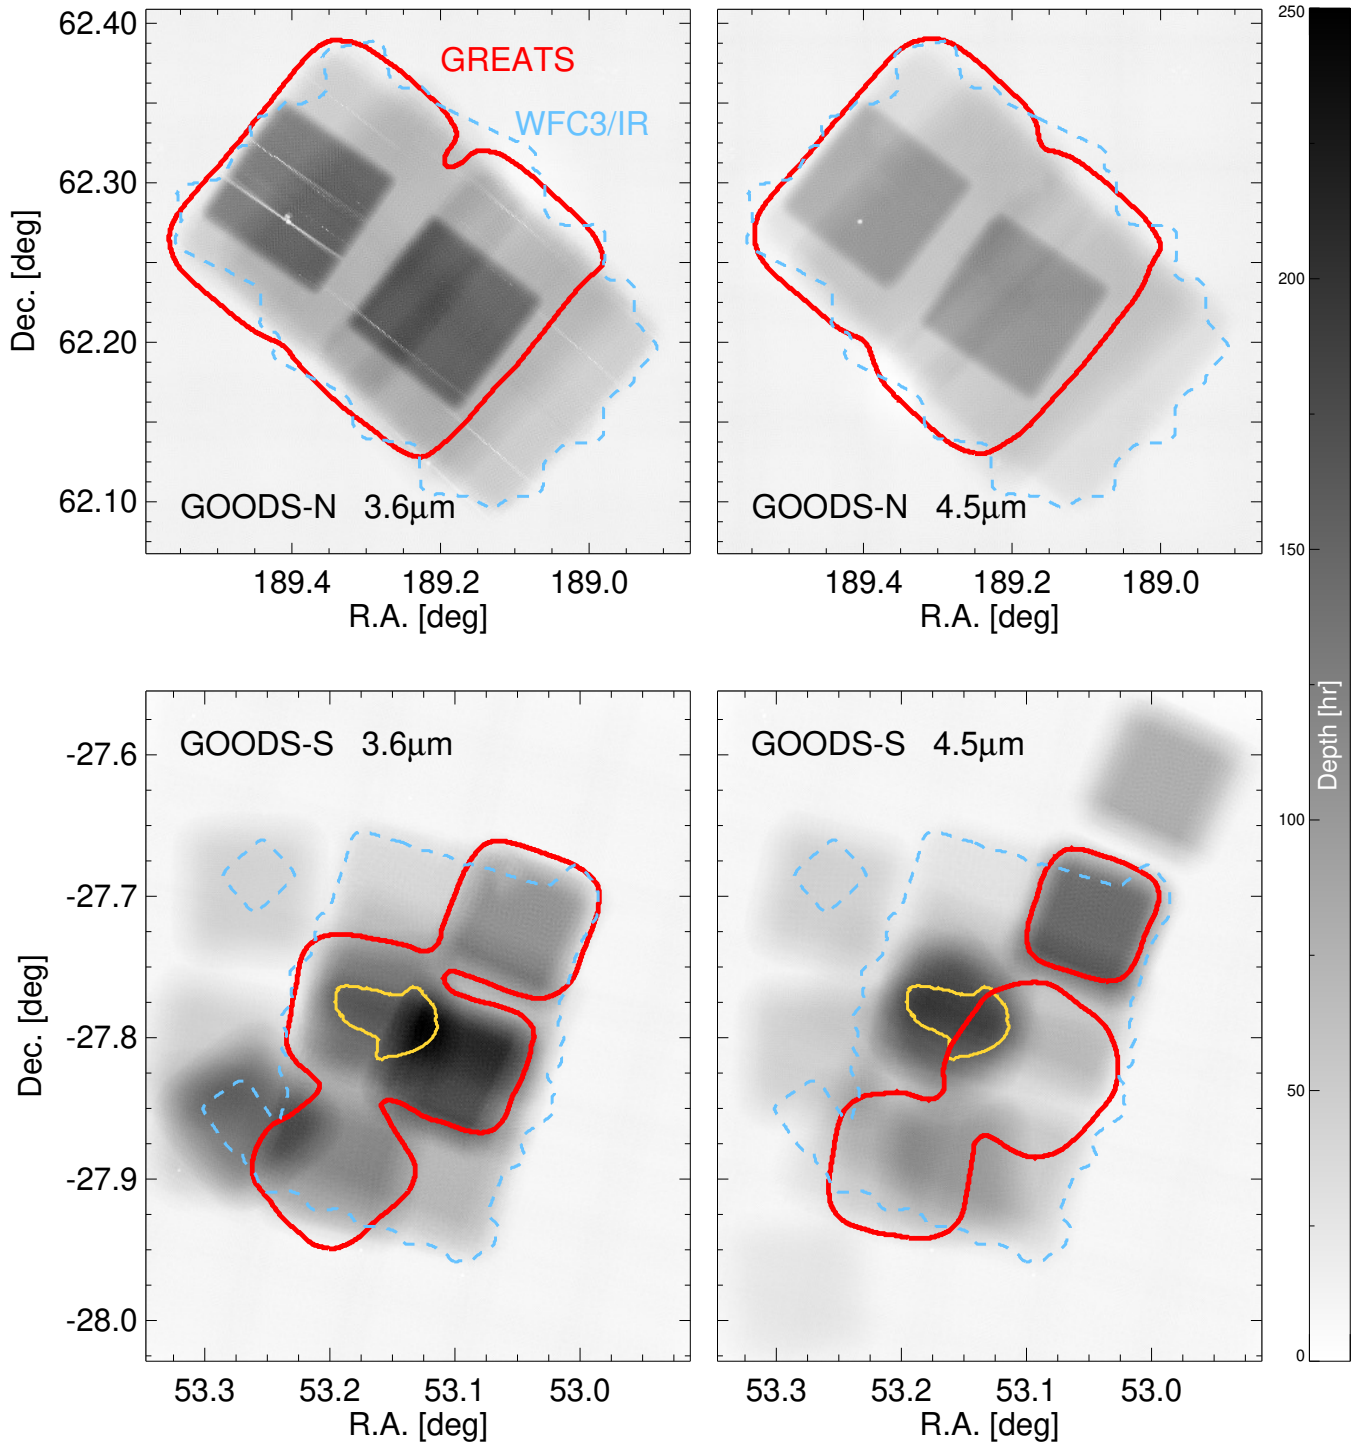 62.40
62.30
62.20
62.10
Dec. [deg]
GREATS
WFC3/IR
GOODS-N 3.6μm
189.4 189.2 189.0
R.A. [deg]
GOODS-N 4.5μm
189.4 189.2 189.0
R.A. [deg]
-27.6
-27.7
-27.8
-27.9
-28.0
Dec. [deg]
GOODS-S 3.6μm
53.3 53.2 53.1 53.0
R.A. [deg]
GOODS-S 4.5μm
53.3 53.2 53.1 53.0
R.A. [deg]
250
200
150
100
50
0
Depth [hr]